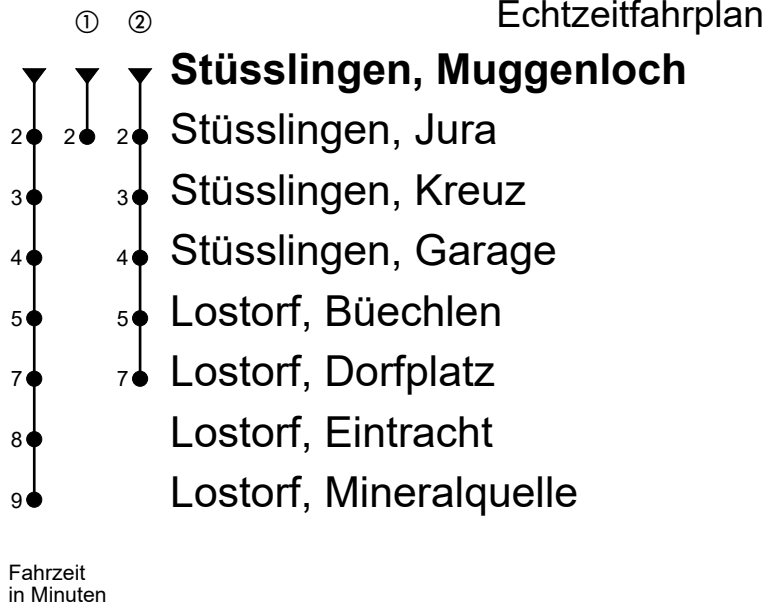 ① ② Echtzeitfahrplan
Stüsslingen, Muggenloch
2 2 2 Stüsslingen, Jura
3 3 Stüsslingen, Kreuz
4 4 Stüsslingen, Garage
5 5 Lostorf, Büechlen
7 7 Lostorf, Dorfplatz
8 Lostorf, Eintracht
9 Lostorf, Mineralquelle
Fahrzeit
in Minuten